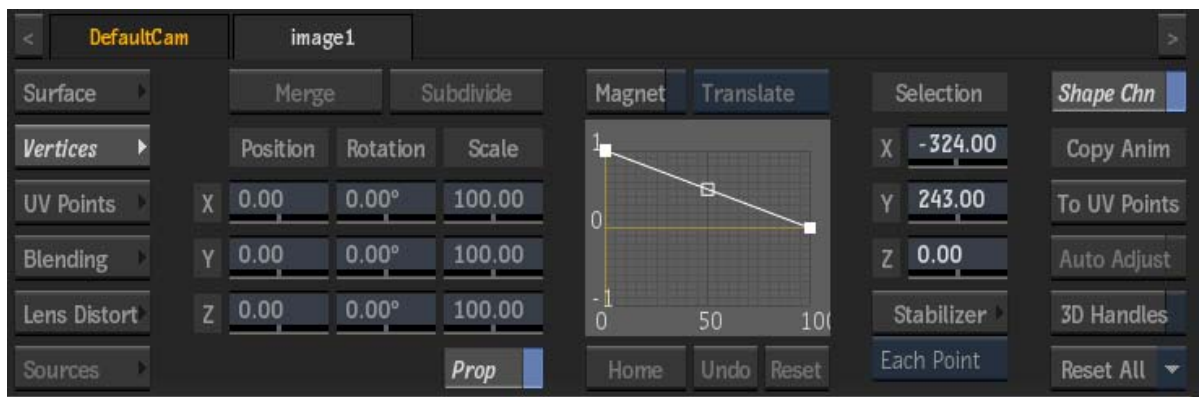 < DefaultCam image1 >
Surface Merge Subdivide Magnet Translate Selection Shape Chn
1
Vertices Position Rotation Scale X -324.00 Copy Anim
UV Points X 0.00 0.00° 100.00 0 Y 243.00 To UV Points
Blending Y 0.00 0.00° 100.00 Z 0.00 Auto Adjust
-1
Lens Distort Z 0.00 0.00° 100.00 0 50 100 Stabilizer 3D Handles
Sources Prop Home Undo Reset Each Point Reset All